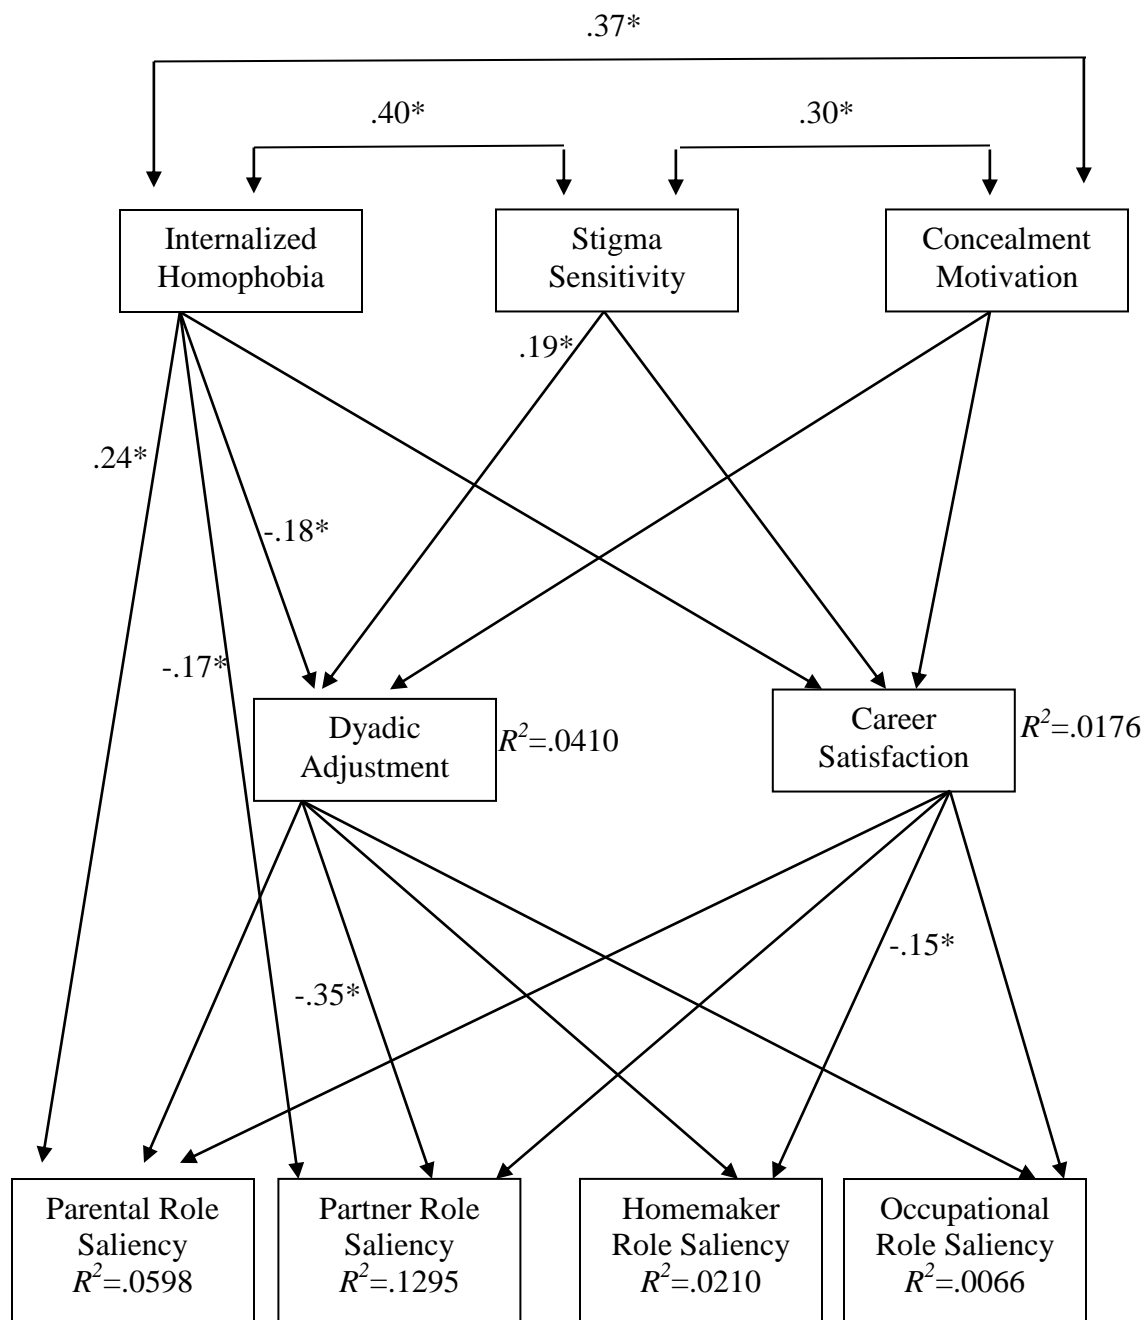 .37*
.40*
.30*
Internalized
Homophobia
Stigma
Sensitivity
Concealment
Motivation
.19*
.24*
-.18*
-.17*
Dyadic
Adjustment
R²=.0410
Career
Satisfaction
R²=.0176
-.15*
-.35*
Parental Role
Saliency
R²=.0598
Partner Role
Saliency
R²=.1295
Homemaker
Role Saliency
R²=.0210
Occupational
Role Saliency
R²=.0066